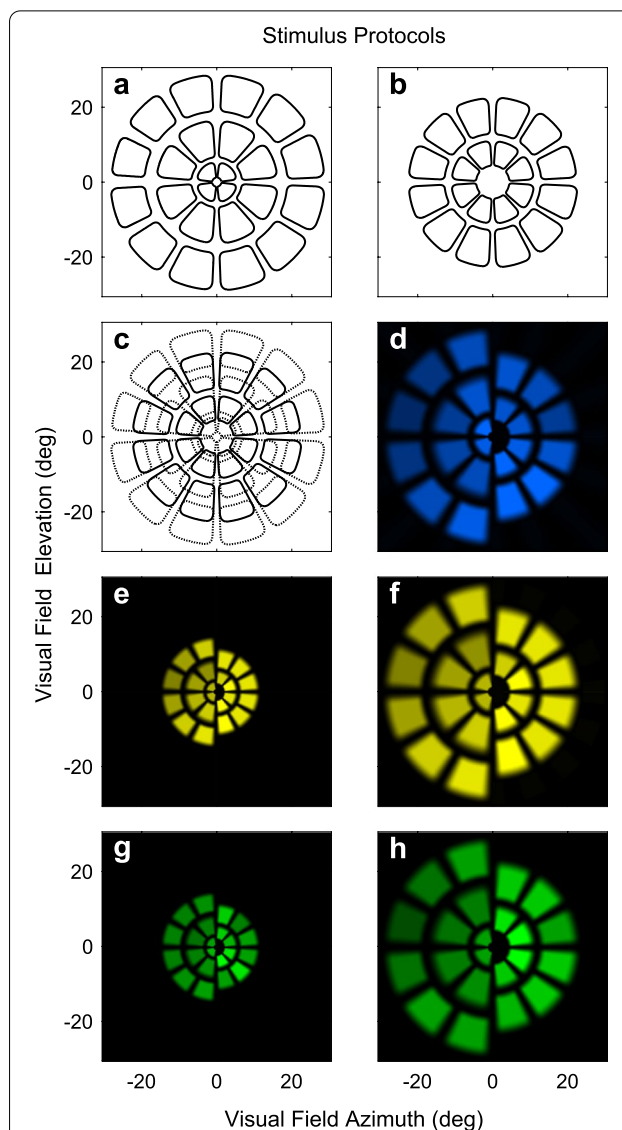 Stimulus Protocols
a
b
20
0
-20
c
d
20
0
-20
e
f
20
0
-20
g
h
20
0
-20
-20 0 20 -20 0 20
Visual Field Elevation (deg)
Visual Field Azimuth (deg)